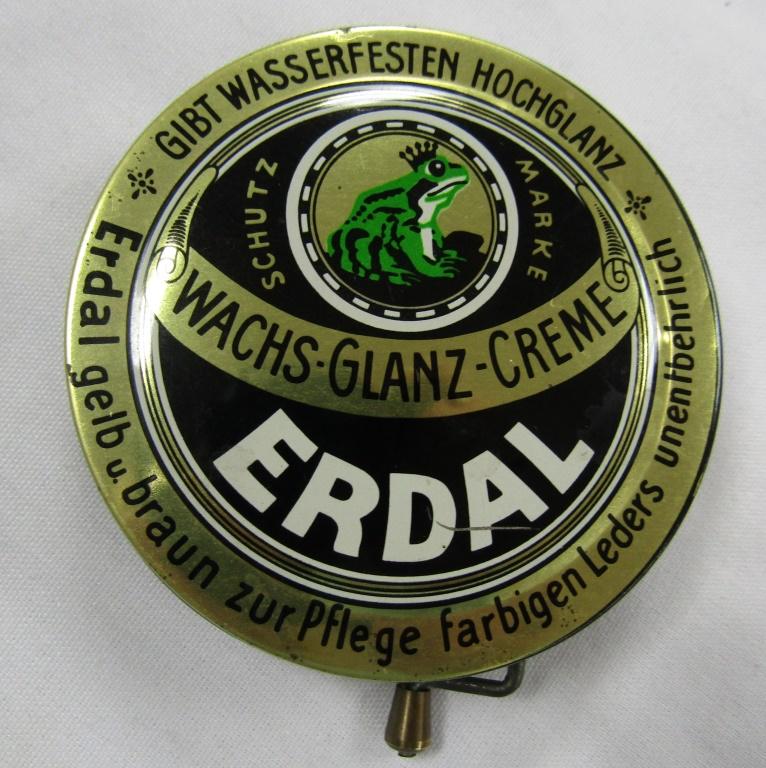 GIBT WASSERFESTEN HOCHGLANZ
SCHUTZ MARKE
WACHS-GLANZ-CREME
ERDAL
Erdal gelb u. braun zur Pflege farbigen Leders unentbehrlich